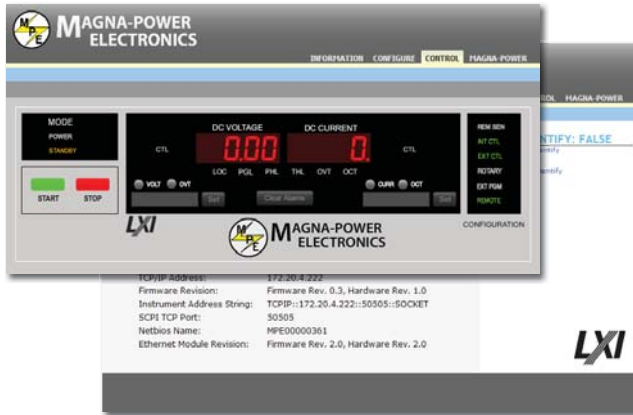 MPE
MAGNA-POWER
ELECTRONICS
INFORMATION CONFIGURE CONTROL MAGNA-POWER
ROL MAGNA-POWER
MODE
POWER
STANDBY
START STOP
DC VOLTAGE DC CURRENT
CTL 0.00 0. CTL
LOC PGL PHL THL OVT OCT
VOLT OVT CURR OCT
Set Clear Alarms Set
REM SEN
INT CTL
EXT CTL
ROTARY
EXT PGM
REMOTE
CONFIGURATION
LXI
MPE
MAGNA-POWER
ELECTRONICS
NTIFY: FALSE
entify
entify
TCP/IP Address: 172.20.4.222
Firmware Revision: Firmware Rev. 0.3, Hardware Rev. 1.0
Instrument Address String: TCPIP::172.20.4.222::50505::SOCKET
SCPI TCP Port: 50505
Netbios Name: MPE00000361
Ethernet Module Revision: Firmware Rev. 2.0, Hardware Rev. 2.0
LXI